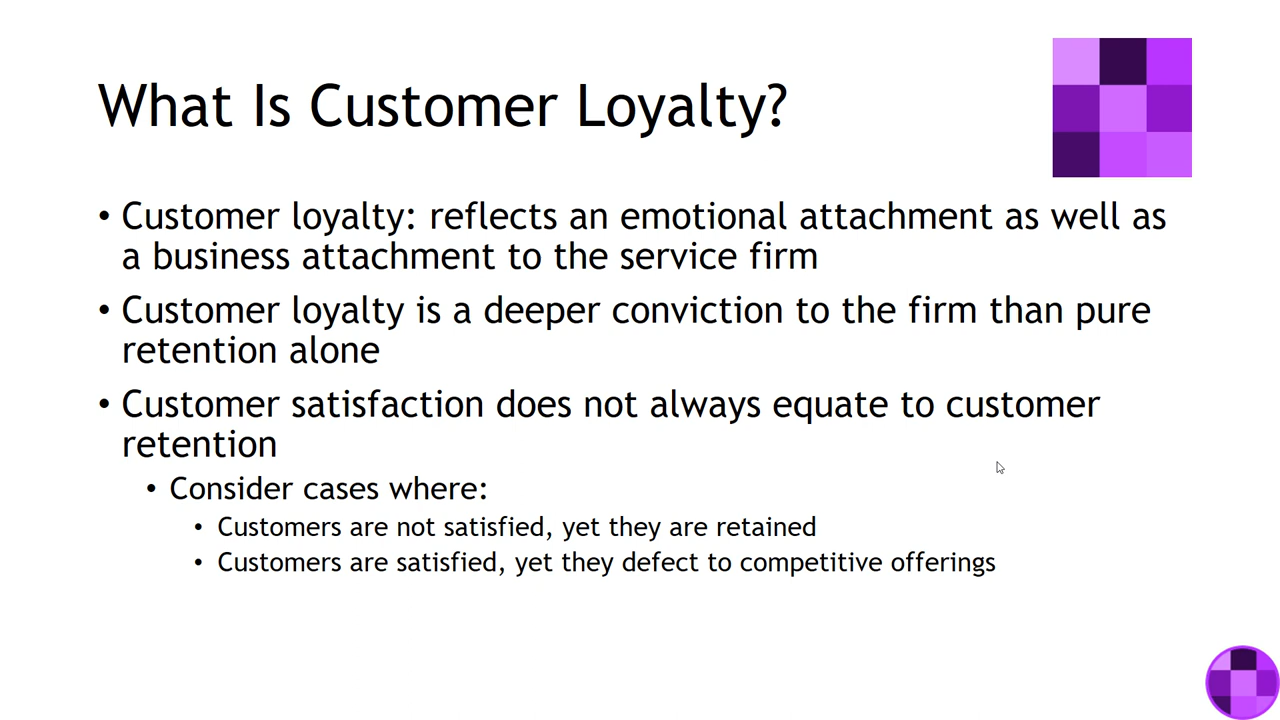 What Is Customer Loyalty?
• Customer loyalty: reflects an emotional attachment as well as
a business attachment to the service firm
• Customer loyalty is a deeper conviction to the firm than pure
retention alone
• Customer satisfaction does not always equate to customer
retention
• Consider cases where:
• Customers are not satisfied, yet they are retained
• Customers are satisfied, yet they defect to competitive offerings